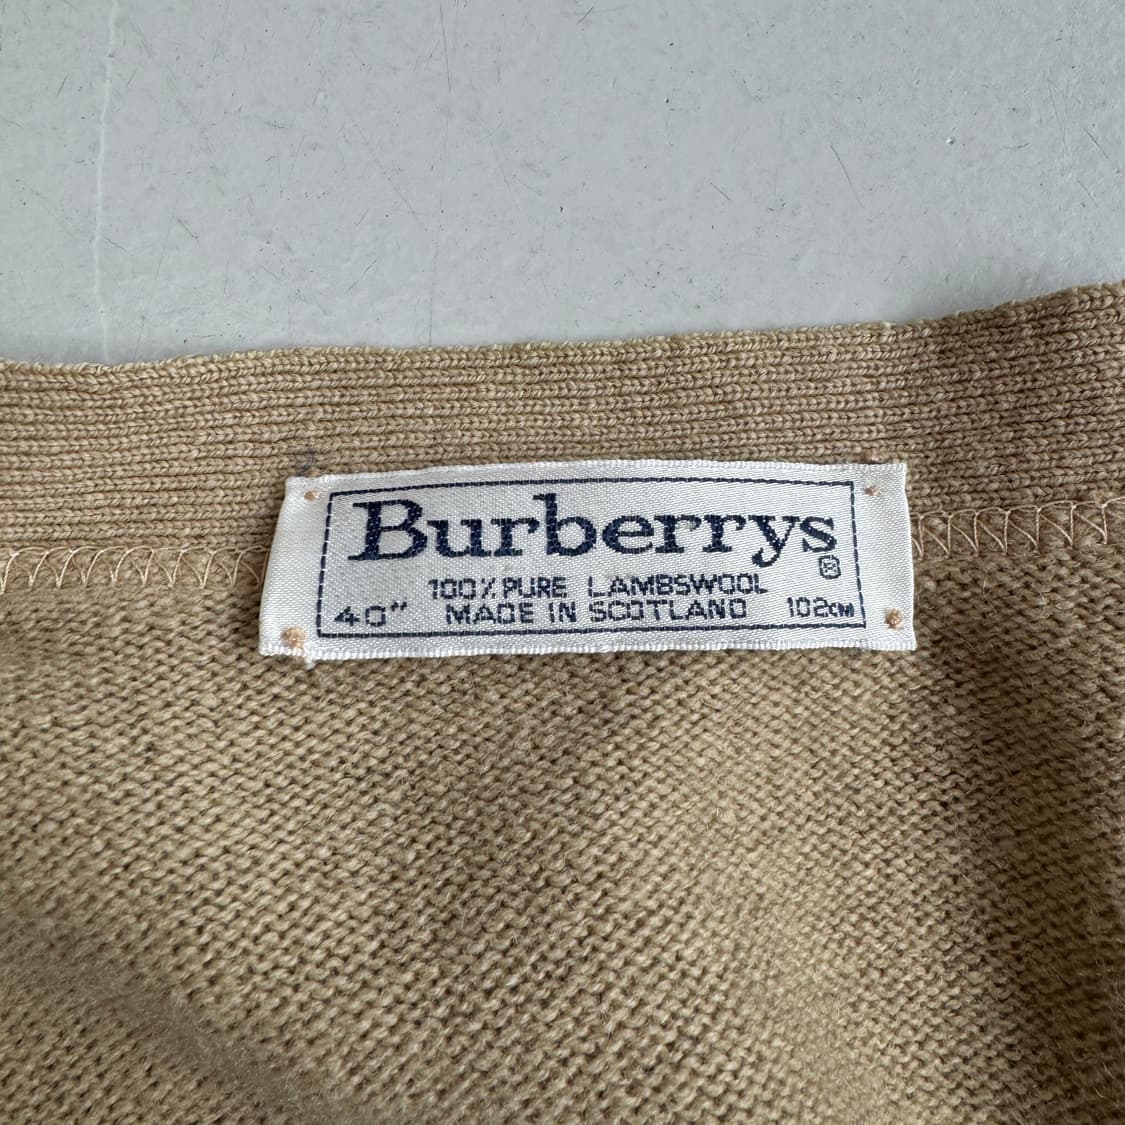 Burberrys
®
100% PURE LAMBSWOOL
40" MADE IN SCOTLAND 102CM